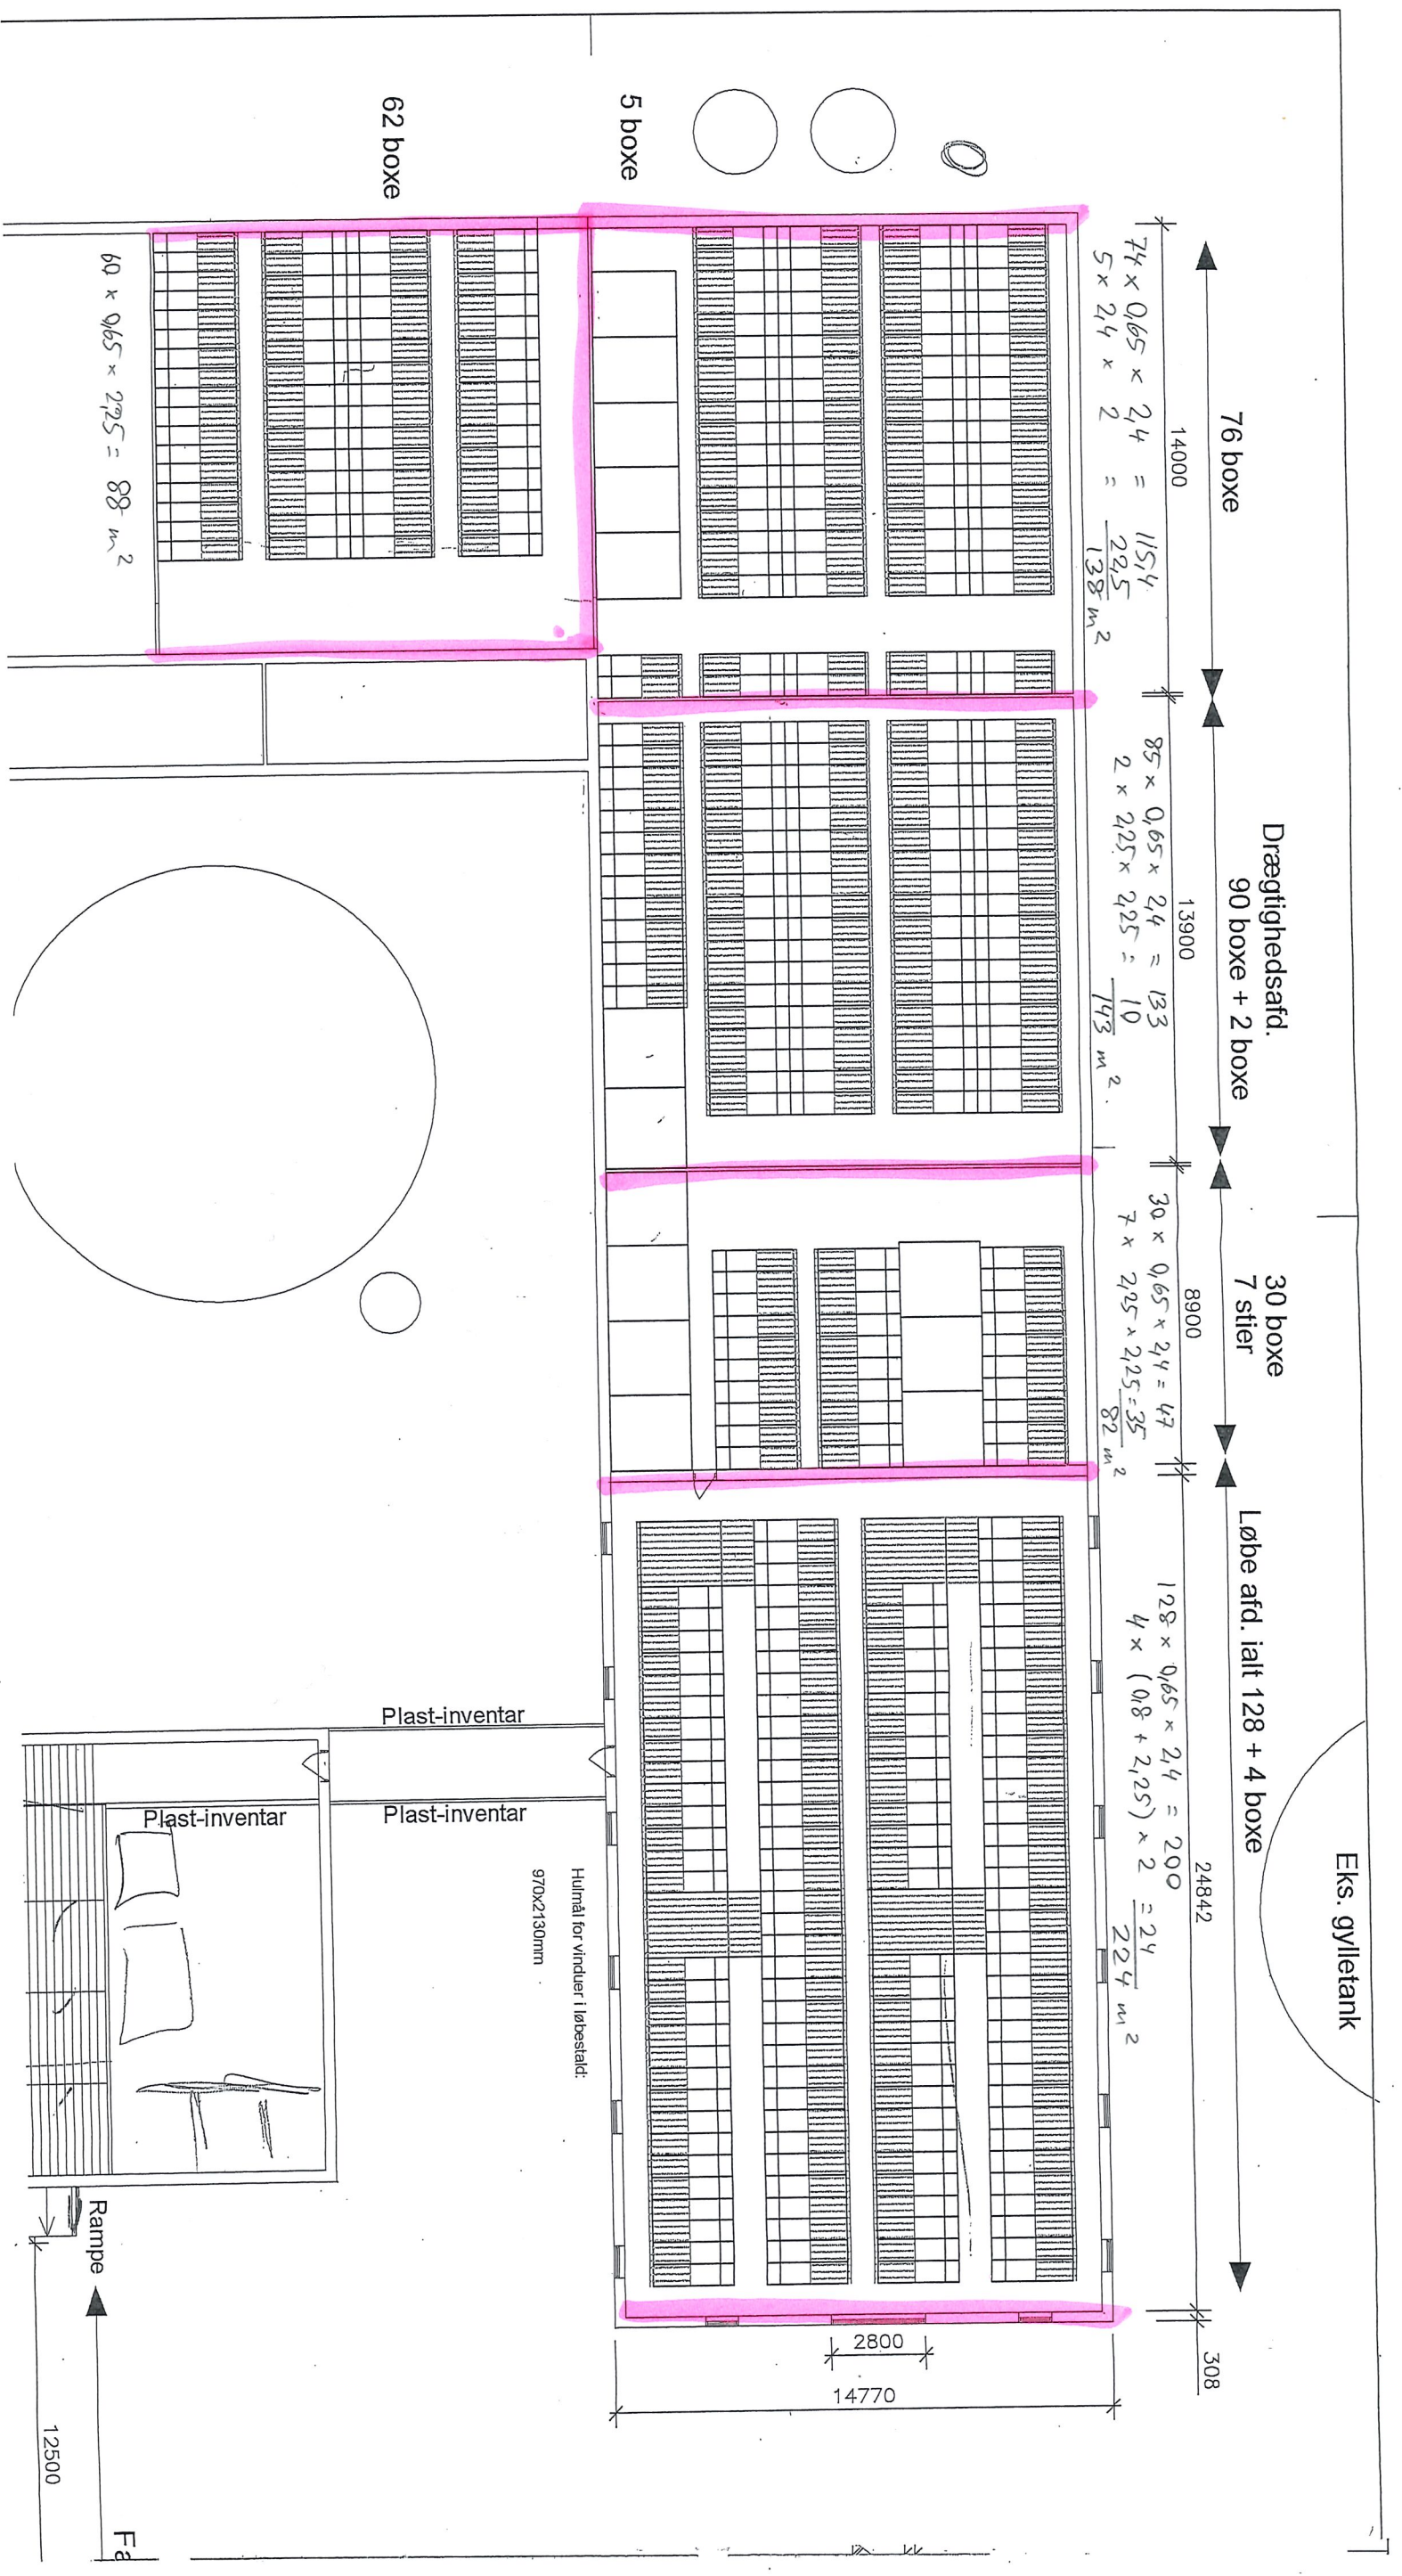 Eks. gylletank
76 boxe
Drægtighedsafd.
90 boxe + 2 boxe
30 boxe
7 stier
Løbe afd. ialt 128 + 4 boxe
14000
13900
8900
24842
308
74 x 0,65 x 2,4 = 115,4
5 x 2,4 x 2 = 22,5
138 m²
85 x 0,65 x 2,4 = 133
2 x 2,25 x 2,25 = 10
143 m²
30 x 0,65 x 2,4 = 47
7 x 2,25 x 2,25 = 35
82 m²
128 x 0,65 x 2,4 = 200
4 x (0,8 + 2,25) x 2 = 24
224 m²
5 boxe
62 boxe
60 x 0,65 x 2,25 = 88 m²
2800
14770
Hulmål for vinduer i løbestald:
970x2130mm
Plast-inventar
Plast-inventar
Plast-inventar
Rampe
12500
Fa